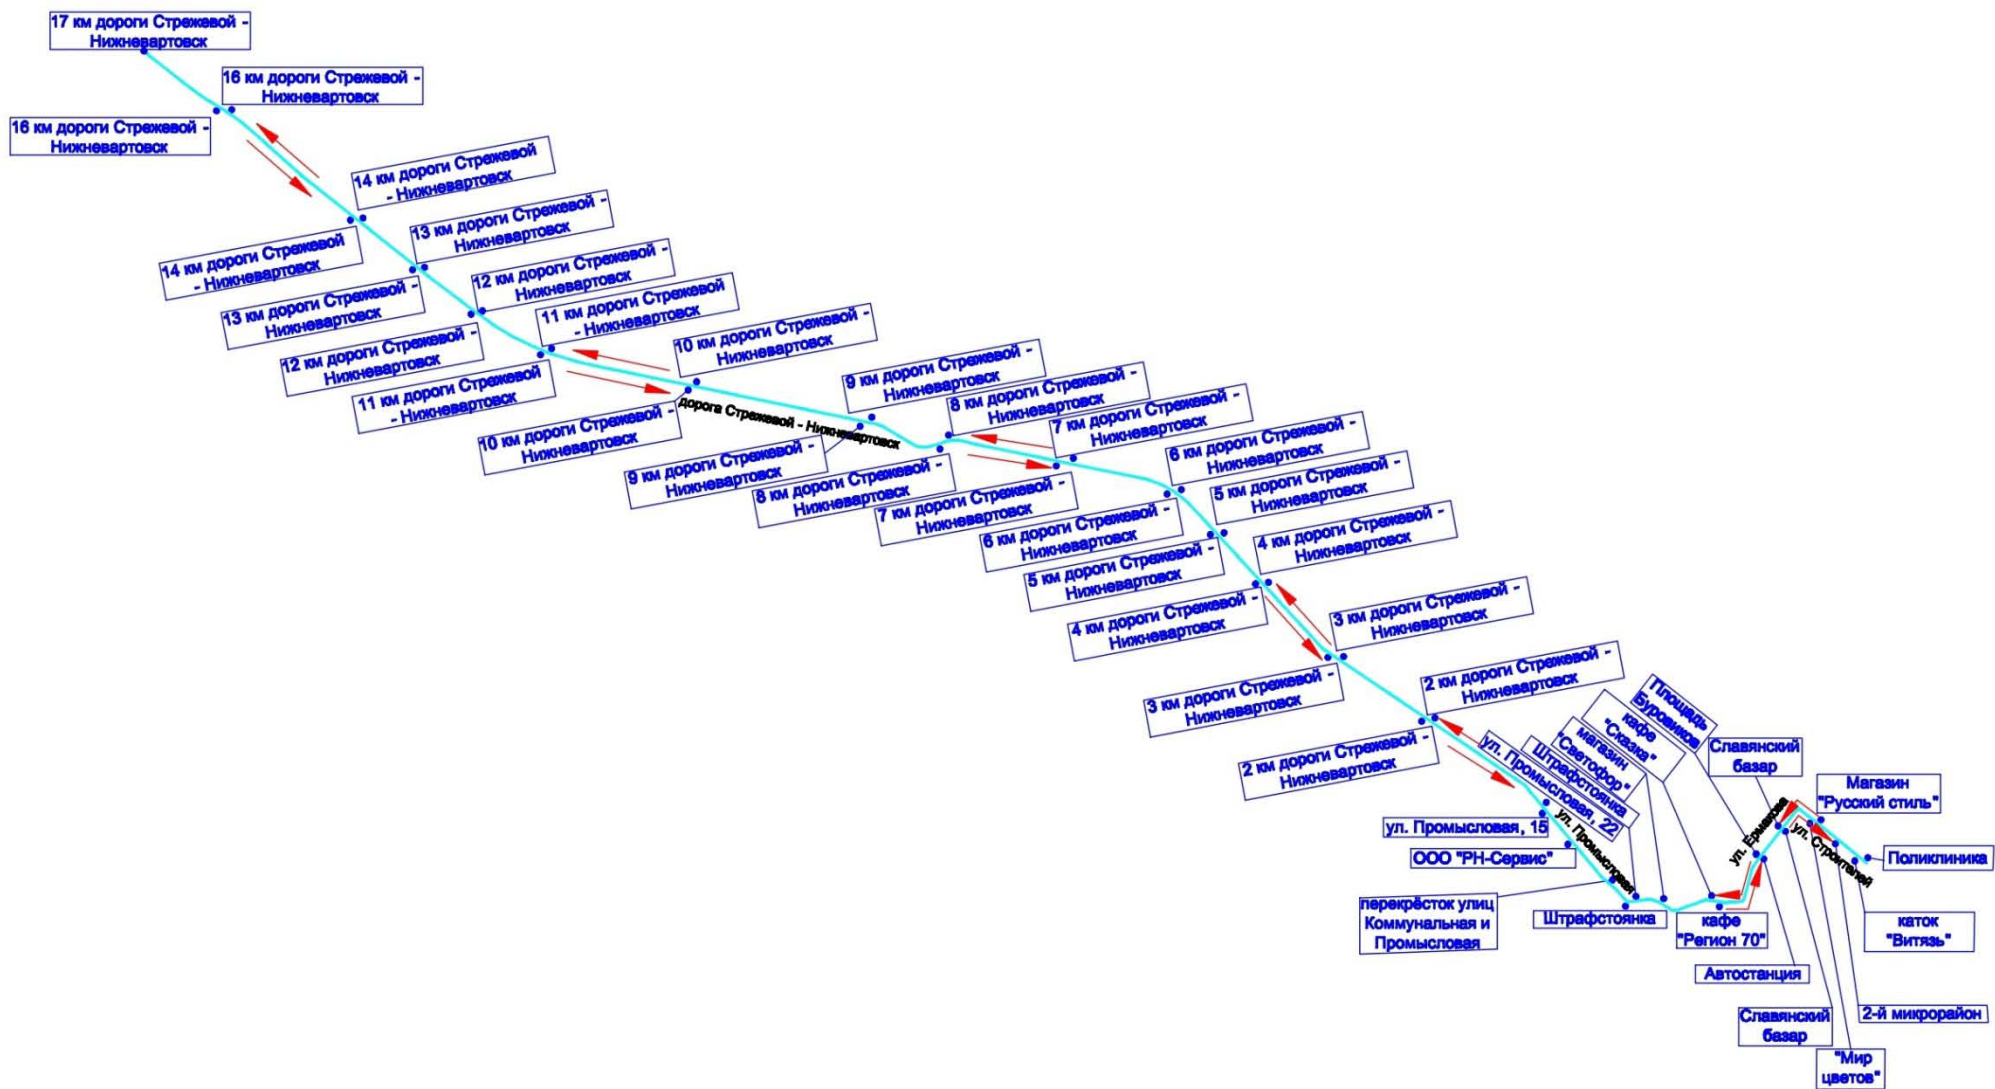 17 км дороги Стрежевой -
Нижневартовск
16 км дороги Стрежевой -
Нижневартовск
16 км дороги Стрежевой -
Нижневартовск
14 км дороги Стрежевой
- Нижневартовск
14 км дороги Стрежевой
- Нижневартовск
13 км дороги Стрежевой -
Нижневартовск
13 км дороги Стрежевой -
Нижневартовск
12 км дороги Стрежевой -
Нижневартовск
12 км дороги Стрежевой -
Нижневартовск
11 км дороги Стрежевой
- Нижневартовск
11 км дороги Стрежевой
- Нижневартовск
10 км дороги Стрежевой -
Нижневартовск
10 км дороги Стрежевой -
Нижневартовск
дорога Стрежевой - Нижневартовск
9 км дороги Стрежевой -
Нижневартовск
9 км дороги Стрежевой -
Нижневартовск
8 км дороги Стрежевой -
Нижневартовск
8 км дороги Стрежевой -
Нижневартовск
7 км дороги Стрежевой -
Нижневартовск
7 км дороги Стрежевой -
Нижневартовск
6 км дороги Стрежевой -
Нижневартовск
6 км дороги Стрежевой -
Нижневартовск
5 км дороги Стрежевой -
Нижневартовск
5 км дороги Стрежевой -
Нижневартовск
4 км дороги Стрежевой -
Нижневартовск
4 км дороги Стрежевой -
Нижневартовск
3 км дороги Стрежевой -
Нижневартовск
3 км дороги Стрежевой -
Нижневартовск
2 км дороги Стрежевой -
Нижневартовск
2 км дороги Стрежевой -
Нижневартовск
ул. Промысловая, 22
Штрафстоянка
магазин
"Светофор"
кафе
"Сказка"
Площадь
Буровиков
Славянский
базар
Магазин
"Русский стиль"
Поликлиника
ул. Промысловая, 15
ООО "РН-Сервис"
ул. Промысловая
ул. Ермакова
ул. Строителей
перекрёсток улиц
Коммунальная и
Промысловая
Штрафстоянка
кафе
"Регион 70"
Автостанция
каток
"Витязь"
2-й микрорайон
Славянский
базар
"Мир
цветов"